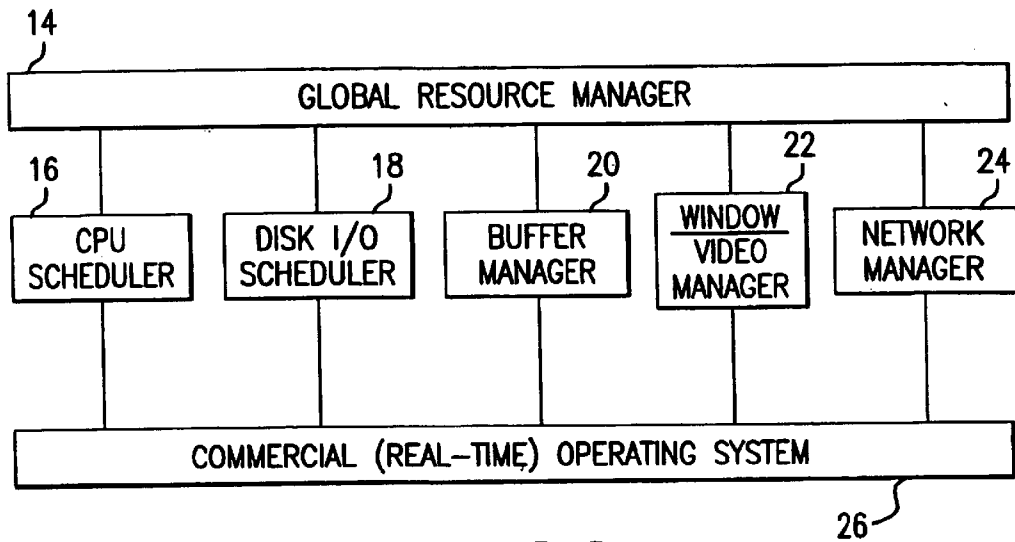 14
GLOBAL RESOURCE MANAGER
16
18
20
22
24
CPU
SCHEDULER
DISK I/O
SCHEDULER
BUFFER
MANAGER
WINDOW
VIDEO
MANAGER
NETWORK
MANAGER
COMMERCIAL (REAL-TIME) OPERATING SYSTEM
26